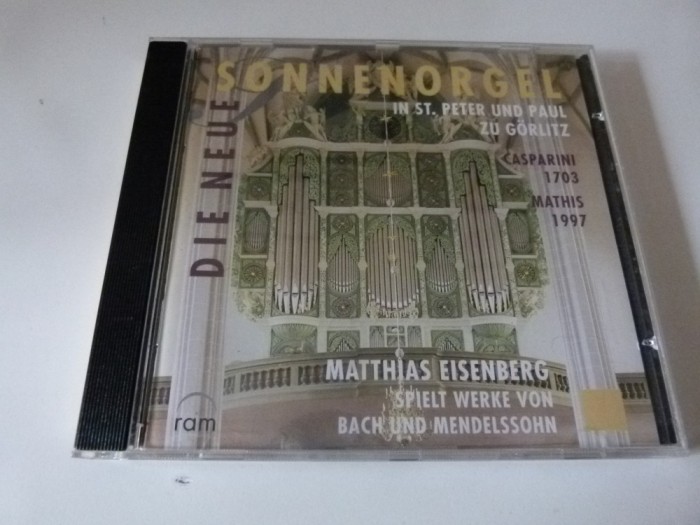 DIE NEUE
SONNENORGEL
IN ST. PETER UND PAUL
ZU GÖRLITZ
CASPARINI
1703
MATHIS
1997
MATTHIAS EISENBERG
SPIELT WERKE VON
BACH UND MENDELSSOHN
ram